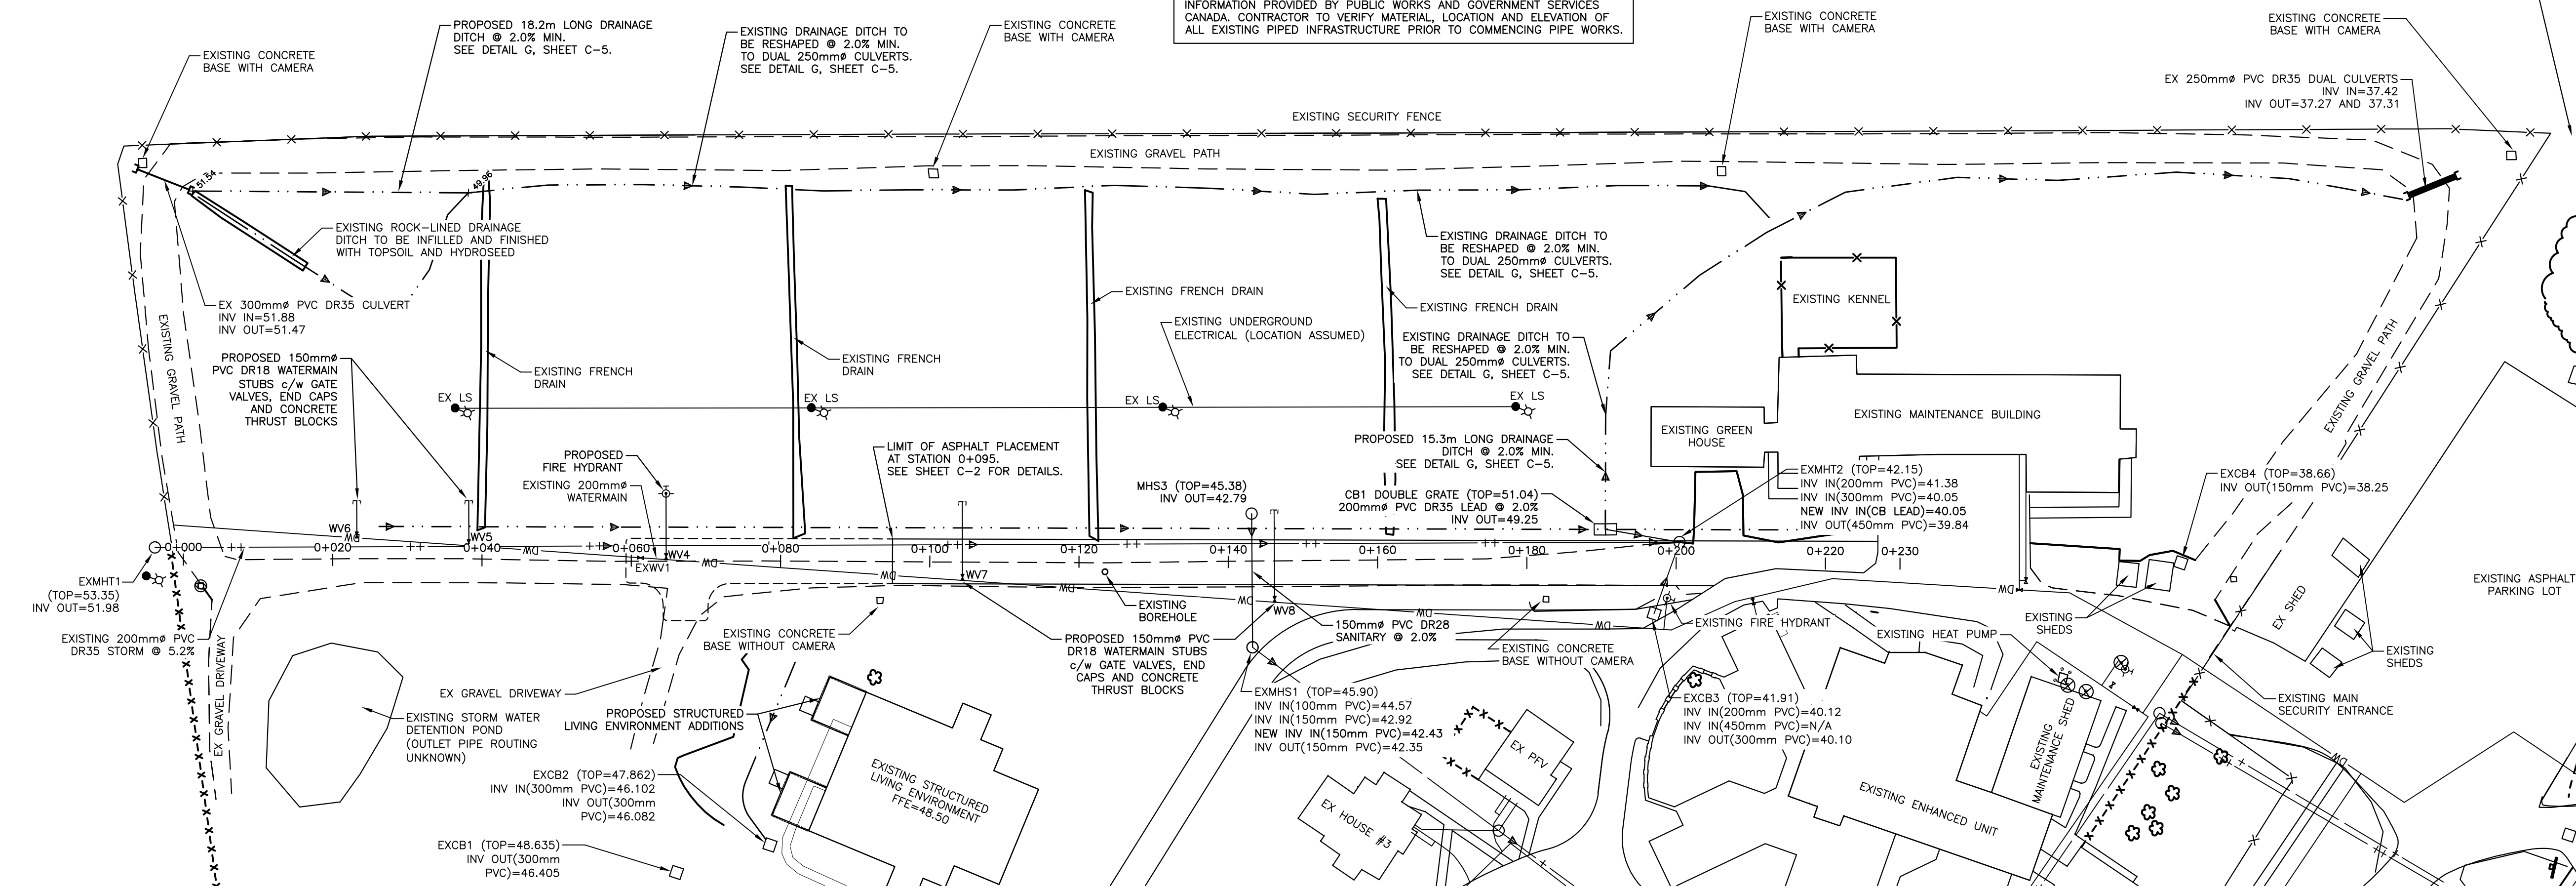 INFORMATION PROVIDED BY PUBLIC WORKS AND GOVERNMENT SERVICES
CANADA. CONTRACTOR TO VERIFY MATERIAL, LOCATION AND ELEVATION OF
ALL EXISTING PIPED INFRASTRUCTURE PRIOR TO COMMENCING PIPE WORKS.
EXISTING CONCRETE
BASE WITH CAMERA
PROPOSED 18.2m LONG DRAINAGE
DITCH @ 2.0% MIN.
SEE DETAIL G, SHEET C-5.
EXISTING DRAINAGE DITCH TO
BE RESHAPED @ 2.0% MIN.
TO DUAL 250mmø CULVERTS.
SEE DETAIL G, SHEET C-5.
EXISTING CONCRETE
BASE WITH CAMERA
EXISTING CONCRETE
BASE WITH CAMERA
EXISTING CONCRETE
BASE WITH CAMERA
EX 250mmø PVC DR35 DUAL CULVERTS
INV IN=37.42
INV OUT=37.27 AND 37.31
EXISTING SECURITY FENCE
EXISTING GRAVEL PATH
51.54
49.96
EXISTING ROCK-LINED DRAINAGE
DITCH TO BE INFILLED AND FINISHED
WITH TOPSOIL AND HYDROSEED
EXISTING DRAINAGE DITCH TO
BE RESHAPED @ 2.0% MIN.
TO DUAL 250mmø CULVERTS.
SEE DETAIL G, SHEET C-5.
EX 300mmø PVC DR35 CULVERT
INV IN=51.88
INV OUT=51.47
EXISTING GRAVEL PATH
EXISTING FRENCH DRAIN
EXISTING FRENCH DRAIN
EXISTING KENNEL
EXISTING UNDERGROUND
ELECTRICAL (LOCATION ASSUMED)
EXISTING DRAINAGE DITCH TO
BE RESHAPED @ 2.0% MIN.
TO DUAL 250mmø CULVERTS.
SEE DETAIL G, SHEET C-5.
EXISTING GRAVEL PATH
PROPOSED 150mmø
PVC DR18 WATERMAIN
STUBS c/w GATE
VALVES, END CAPS
AND CONCRETE
THRUST BLOCKS
EXISTING FRENCH
DRAIN
EXISTING FRENCH
DRAIN
EX LS
EX LS
EX LS
EX LS
EXISTING MAINTENANCE BUILDING
EXISTING GREEN
HOUSE
PROPOSED
FIRE HYDRANT
EXISTING 200mmø
WATERMAIN
LIMIT OF ASPHALT PLACEMENT
AT STATION 0+095.
SEE SHEET C-2 FOR DETAILS.
PROPOSED 15.3m LONG DRAINAGE
DITCH @ 2.0% MIN.
SEE DETAIL G, SHEET C-5.
MHS3 (TOP=45.38)
INV OUT=42.79
CB1 DOUBLE GRATE (TOP=51.04)
200mmø PVC DR35 LEAD @ 2.0%
INV OUT=49.25
EXMHT2 (TOP=42.15)
INV IN(200mm PVC)=41.38
INV IN(300mm PVC)=40.05
NEW INV IN(CB LEAD)=40.05
INV OUT(450mm PVC)=39.84
EXCB4 (TOP=38.66)
INV OUT(150mm PVC)=38.25
WV6
WV5
DW
DW
0+000
0+020
0+040
0+060
0+080
0+100
0+120
0+140
0+160
0+180
0+200
0+220
0+230
EXWV1
WV4
DW
DW
WV7
DW
DW
WV8
DW
DW
DW
DW
EXMHT1
(TOP=53.35)
INV OUT=51.98
EXISTING 200mmø PVC
DR35 STORM @ 5.2%
EX GRAVEL DRIVEWAY
EXISTING CONCRETE
BASE WITHOUT CAMERA
EXISTING
BOREHOLE
PROPOSED 150mmø PVC
DR18 WATERMAIN STUBS
c/w GATE VALVES, END
CAPS AND CONCRETE
THRUST BLOCKS
150mmø PVC DR28
SANITARY @ 2.0%
EXISTING CONCRETE
BASE WITHOUT CAMERA
EXISTING FIRE HYDRANT
EXISTING HEAT PUMP
EXISTING
SHEDS
EX SHED
EXISTING
SHEDS
EXISTING ASPHALT
PARKING LOT
EX GRAVEL DRIVEWAY
EXISTING STORM WATER
DETENTION POND
(OUTLET PIPE ROUTING
UNKNOWN)
PROPOSED STRUCTURED
LIVING ENVIRONMENT ADDITIONS
EXMHS1 (TOP=45.90)
INV IN(100mm PVC)=44.57
INV IN(150mm PVC)=42.92
NEW INV IN(150mm PVC)=42.43
INV OUT(150mm PVC)=42.35
EXCB3 (TOP=41.91)
INV IN(200mm PVC)=40.12
INV IN(450mm PVC)=N/A
INV OUT(300mm PVC)=40.10
EXISTING MAIN
SECURITY ENTRANCE
EX PFV
EXISTING
MAINTENANCE SHED
EXISTING STRUCTURED
LIVING ENVIRONMENT
FFE=48.50
EXCB2 (TOP=47.862)
INV IN(300mm PVC)=46.102
INV OUT(300mm
PVC)=46.082
EX HOUSE #3
EXISTING ENHANCED UNIT
DW
EXCB1 (TOP=48.635)
INV OUT(300mm
PVC)=46.405